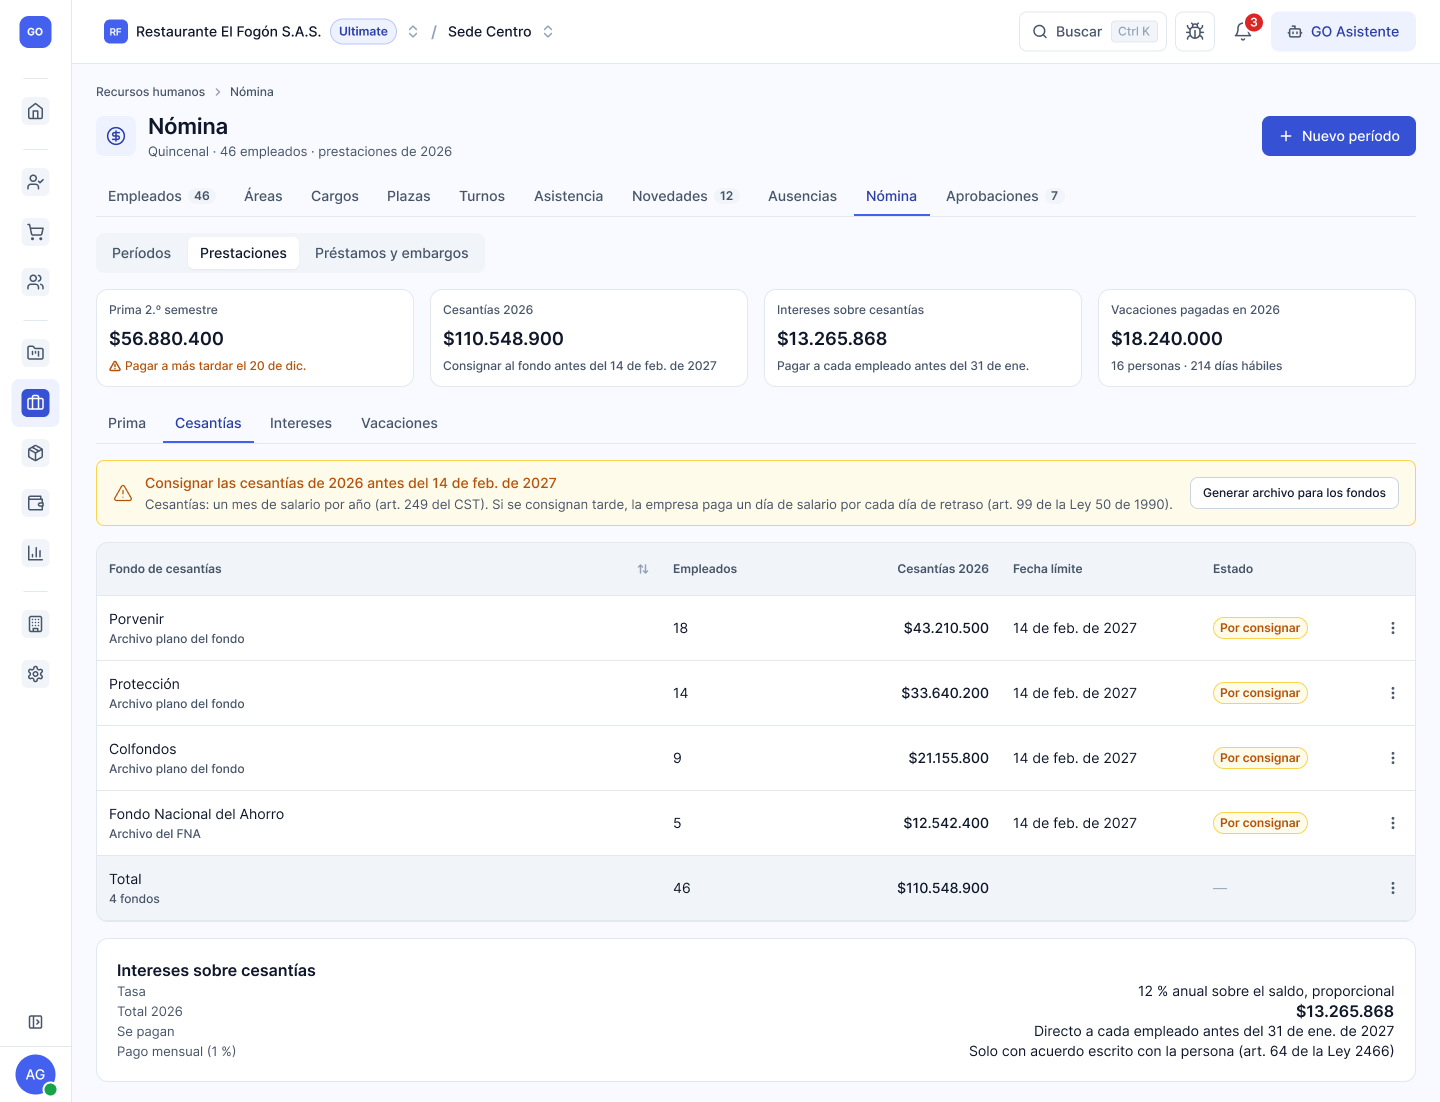 GO
RF Restaurante El Fogón S.A.S. Ultimate / Sede Centro
Buscar Ctrl K
3
GO Asistente
Recursos humanos > Nómina
Nómina
Quincenal · 46 empleados · prestaciones de 2026
+ Nuevo período
Empleados 46 Áreas Cargos Plazas Turnos Asistencia Novedades 12 Ausencias Nómina Aprobaciones 7
Períodos Prestaciones Préstamos y embargos
Prima 2.º semestre
$56.880.400
Pagar a más tardar el 20 de dic.
Cesantías 2026
$110.548.900
Consignar al fondo antes del 14 de feb. de 2027
Intereses sobre cesantías
$13.265.868
Pagar a cada empleado antes del 31 de ene.
Vacaciones pagadas en 2026
$18.240.000
16 personas · 214 días hábiles
Prima Cesantías Intereses Vacaciones
Consignar las cesantías de 2026 antes del 14 de feb. de 2027
Cesantías: un mes de salario por año (art. 249 del CST). Si se consignan tarde, la empresa paga un día de salario por cada día de retraso (art. 99 de la Ley 50 de 1990).
Generar archivo para los fondos
Fondo de cesantías Empleados Cesantías 2026 Fecha límite Estado
Porvenir
Archivo plano del fondo
18 $43.210.500 14 de feb. de 2027 Por consignar
Protección
Archivo plano del fondo
14 $33.640.200 14 de feb. de 2027 Por consignar
Colfondos
Archivo plano del fondo
9 $21.155.800 14 de feb. de 2027 Por consignar
Fondo Nacional del Ahorro
Archivo del FNA
5 $12.542.400 14 de feb. de 2027 Por consignar
Total
4 fondos
46 $110.548.900 —
Intereses sobre cesantías
Tasa 12 % anual sobre el saldo, proporcional
Total 2026 $13.265.868
Se pagan Directo a cada empleado antes del 31 de ene. de 2027
Pago mensual (1 %) Solo con acuerdo escrito con la persona (art. 64 de la Ley 2466)
AG